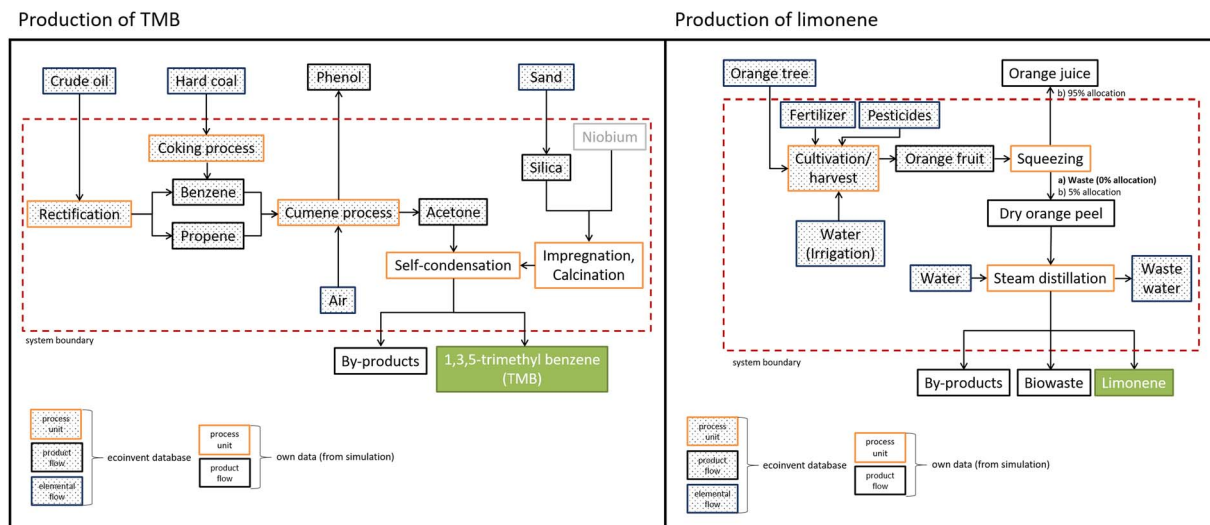 Production of TMB
Crude oil
Hard coal
Phenol
Sand
Niobium
Coking process
Silica
Benzene
Rectification
Cumene process
Acetone
Propene
Self-condensation
Impregnation,
Calcination
Air
system boundary
By-products
1,3,5-trimethyl benzene
(TMB)
process
unit
product
flow
elemental
flow
ecoinvent database
process
unit
product
flow
own data (from simulation)
Production of limonene
Orange tree
Orange juice
b) 95% allocation
Fertilizer
Pesticides
Cultivation/
harvest
Orange fruit
Squeezing
a) Waste (0% allocation)
b) 5% allocation
Dry orange peel
Water
(Irrigation)
Water
Steam distillation
Waste
water
system boundary
By-products
Biowaste
Limonene
process
unit
product
flow
elemental
flow
ecoinvent database
process
unit
product
flow
own data (from simulation)